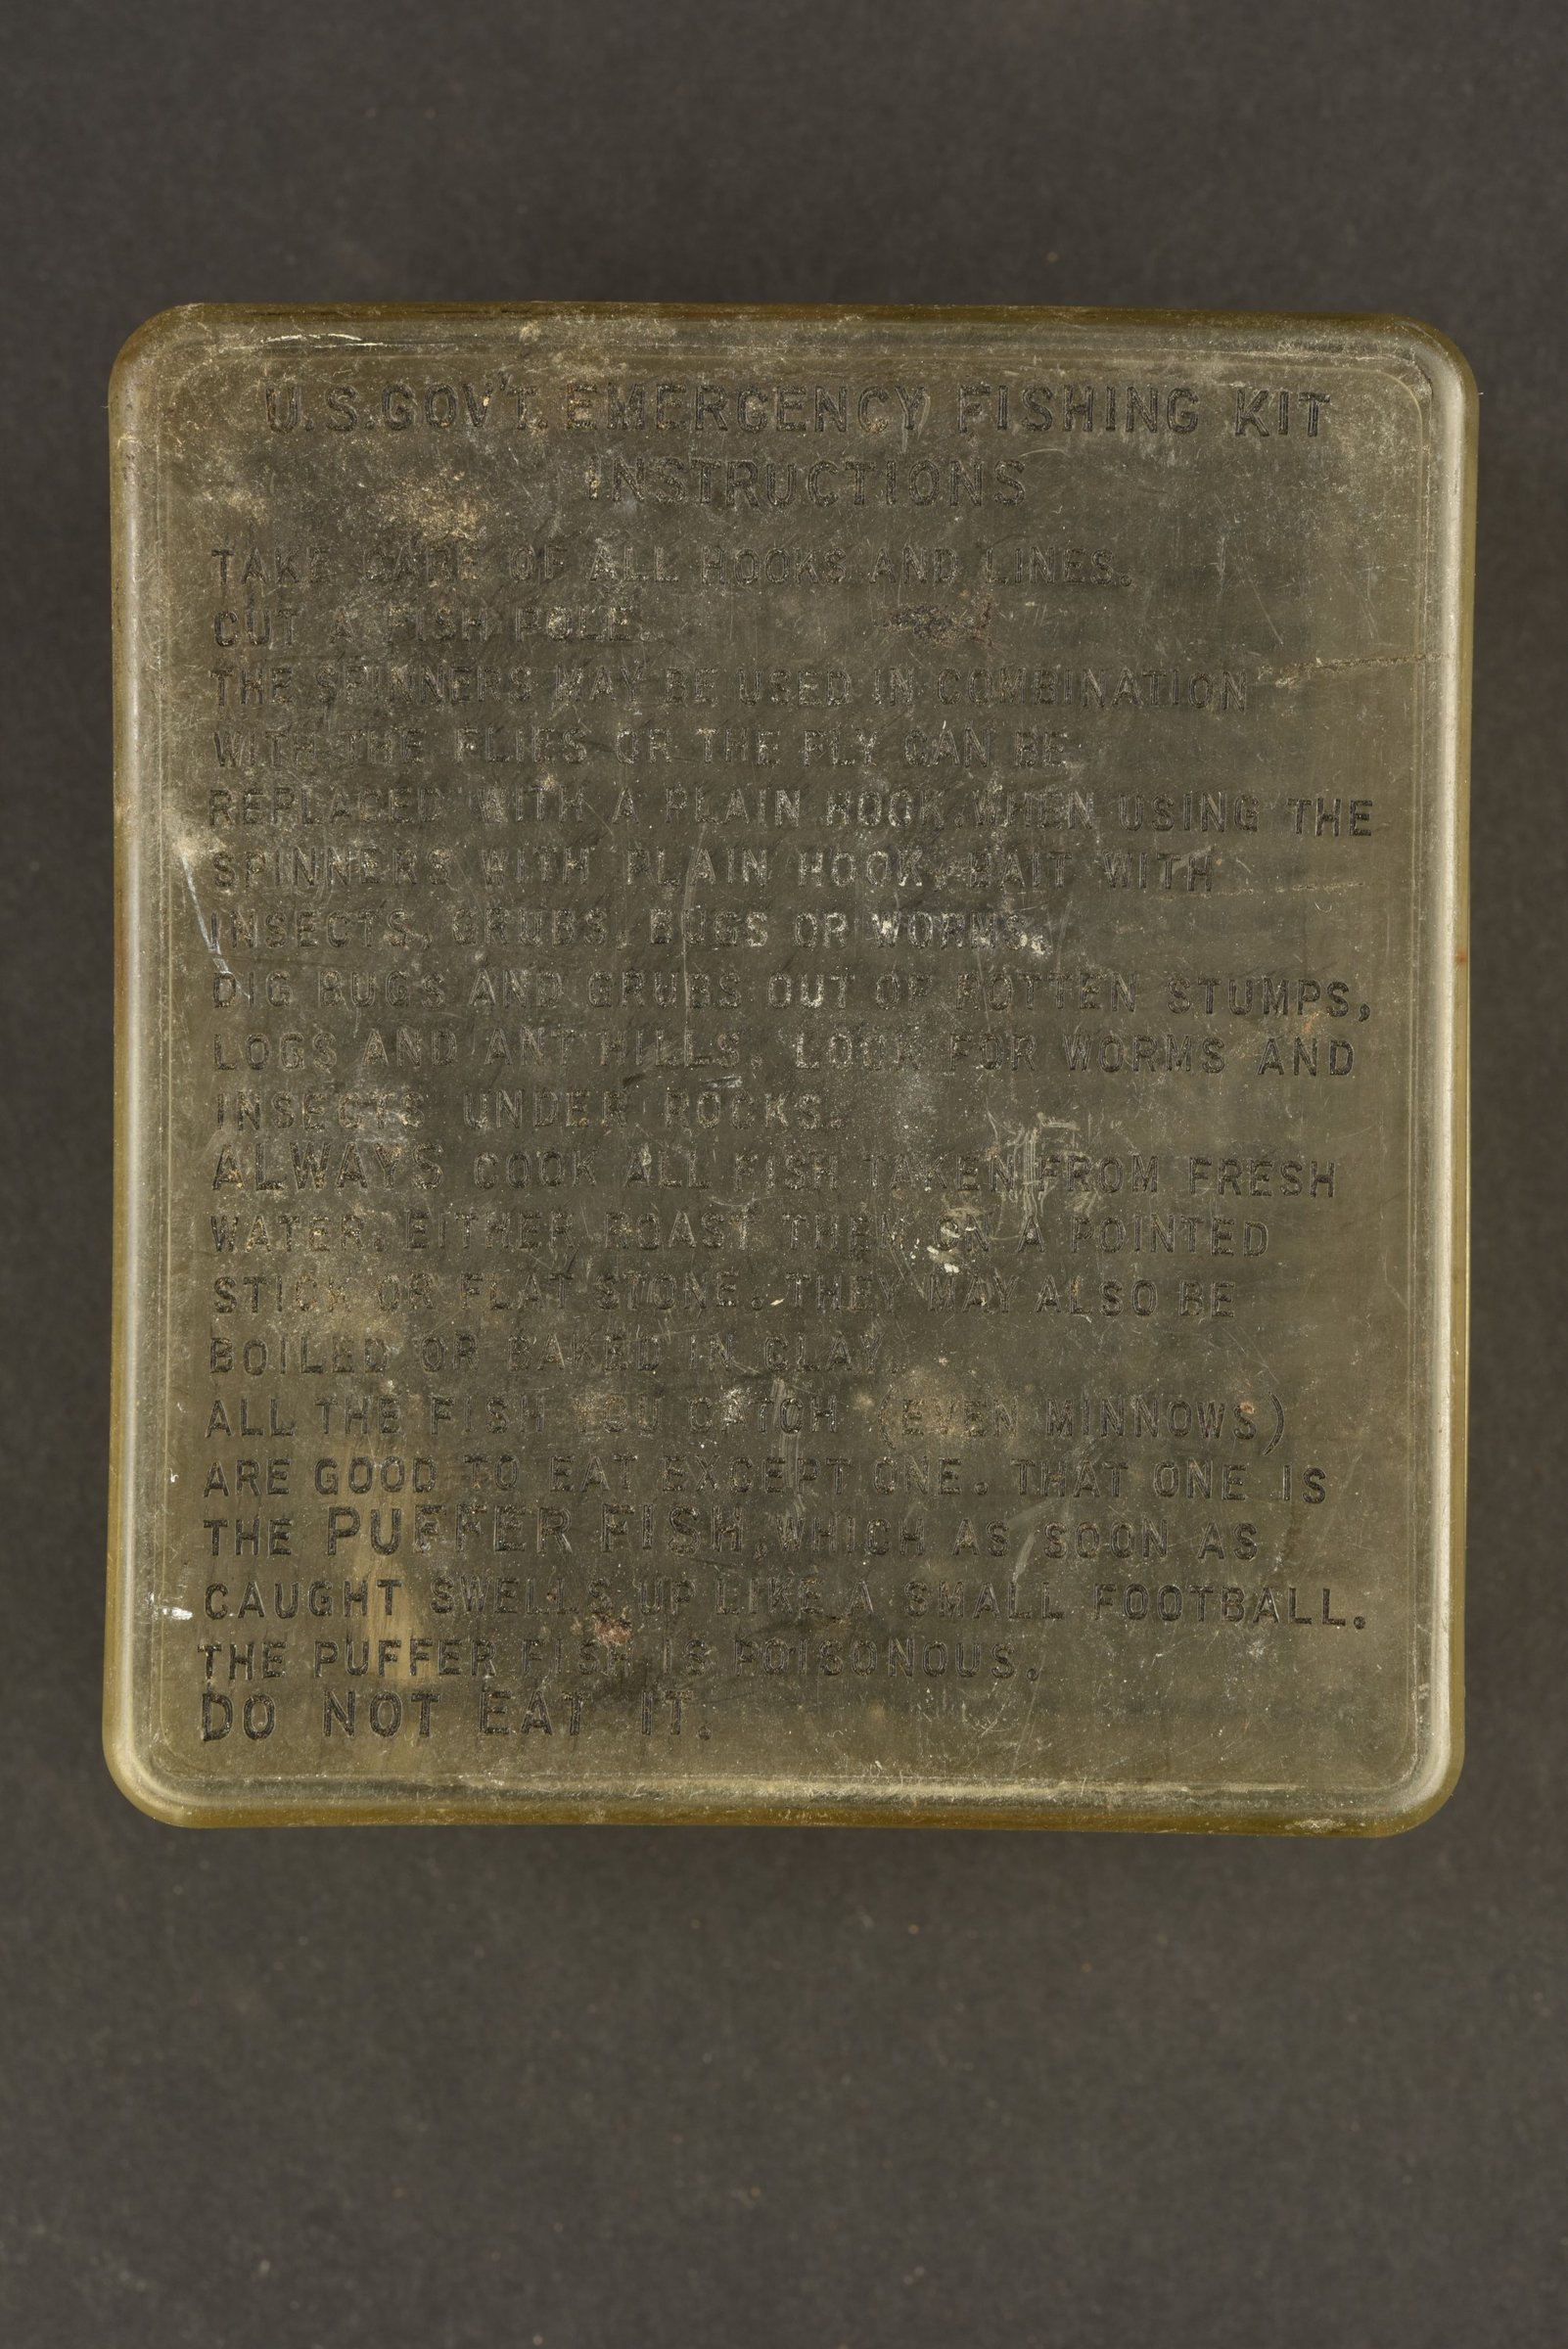 U.S.GOV'T. EMERGENCY FISHING KIT
INSTRUCTIONS
TAKE CARE OF ALL HOOKS AND LINES.
CUT A FISH POLE.
THE SPINNERS MAY BE USED IN COMBINATION
WITH THE FLIES OR THE FLY CAN BE
REPLACED WITH A PLAIN HOOK. WHEN USING THE
SPINNERS WITH PLAIN HOOK, BAIT WITH
INSECTS, GRUBS, BUGS OR WORMS.
DIG BUGS AND GRUBS OUT OF ROTTEN STUMPS,
LOGS AND ANT HILLS. LOOK FOR WORMS AND
INSECTS UNDER ROCKS.
ALWAYS COOK ALL FISH TAKEN FROM FRESH
WATER. EITHER ROAST THEM ON A POINTED
STICK OR FLAT STONE. THEY MAY ALSO BE
BOILED OR BAKED IN CLAY.
ALL THE FISH YOU CATCH (EVEN MINNOWS)
ARE GOOD TO EAT EXCEPT ONE. THAT ONE IS
THE PUFFER FISH, WHICH AS SOON AS
CAUGHT SWELLS UP LIKE A SMALL FOOTBALL.
THE PUFFER FISH IS POISONOUS.
DO NOT EAT IT.